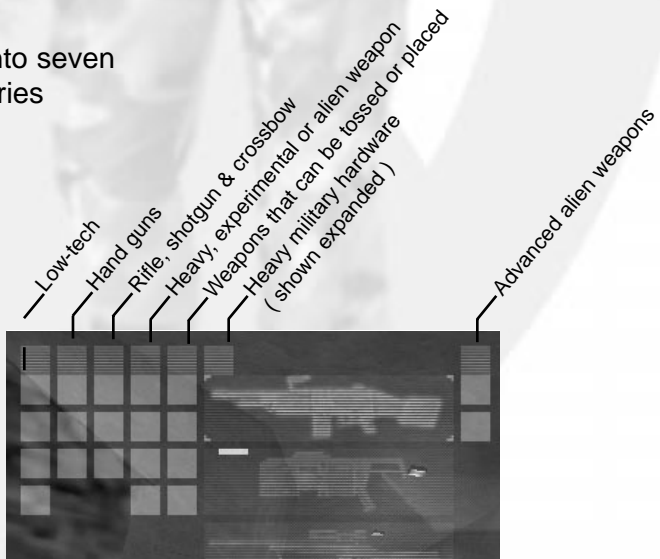 nto seven
ries
Low-tech
Hand guns
Rifle, shotgun & crossbow
Heavy, experimental or alien weapon
Weapons that can be tossed or placed
Heavy military hardware
( shown expanded )
Advanced alien weapons